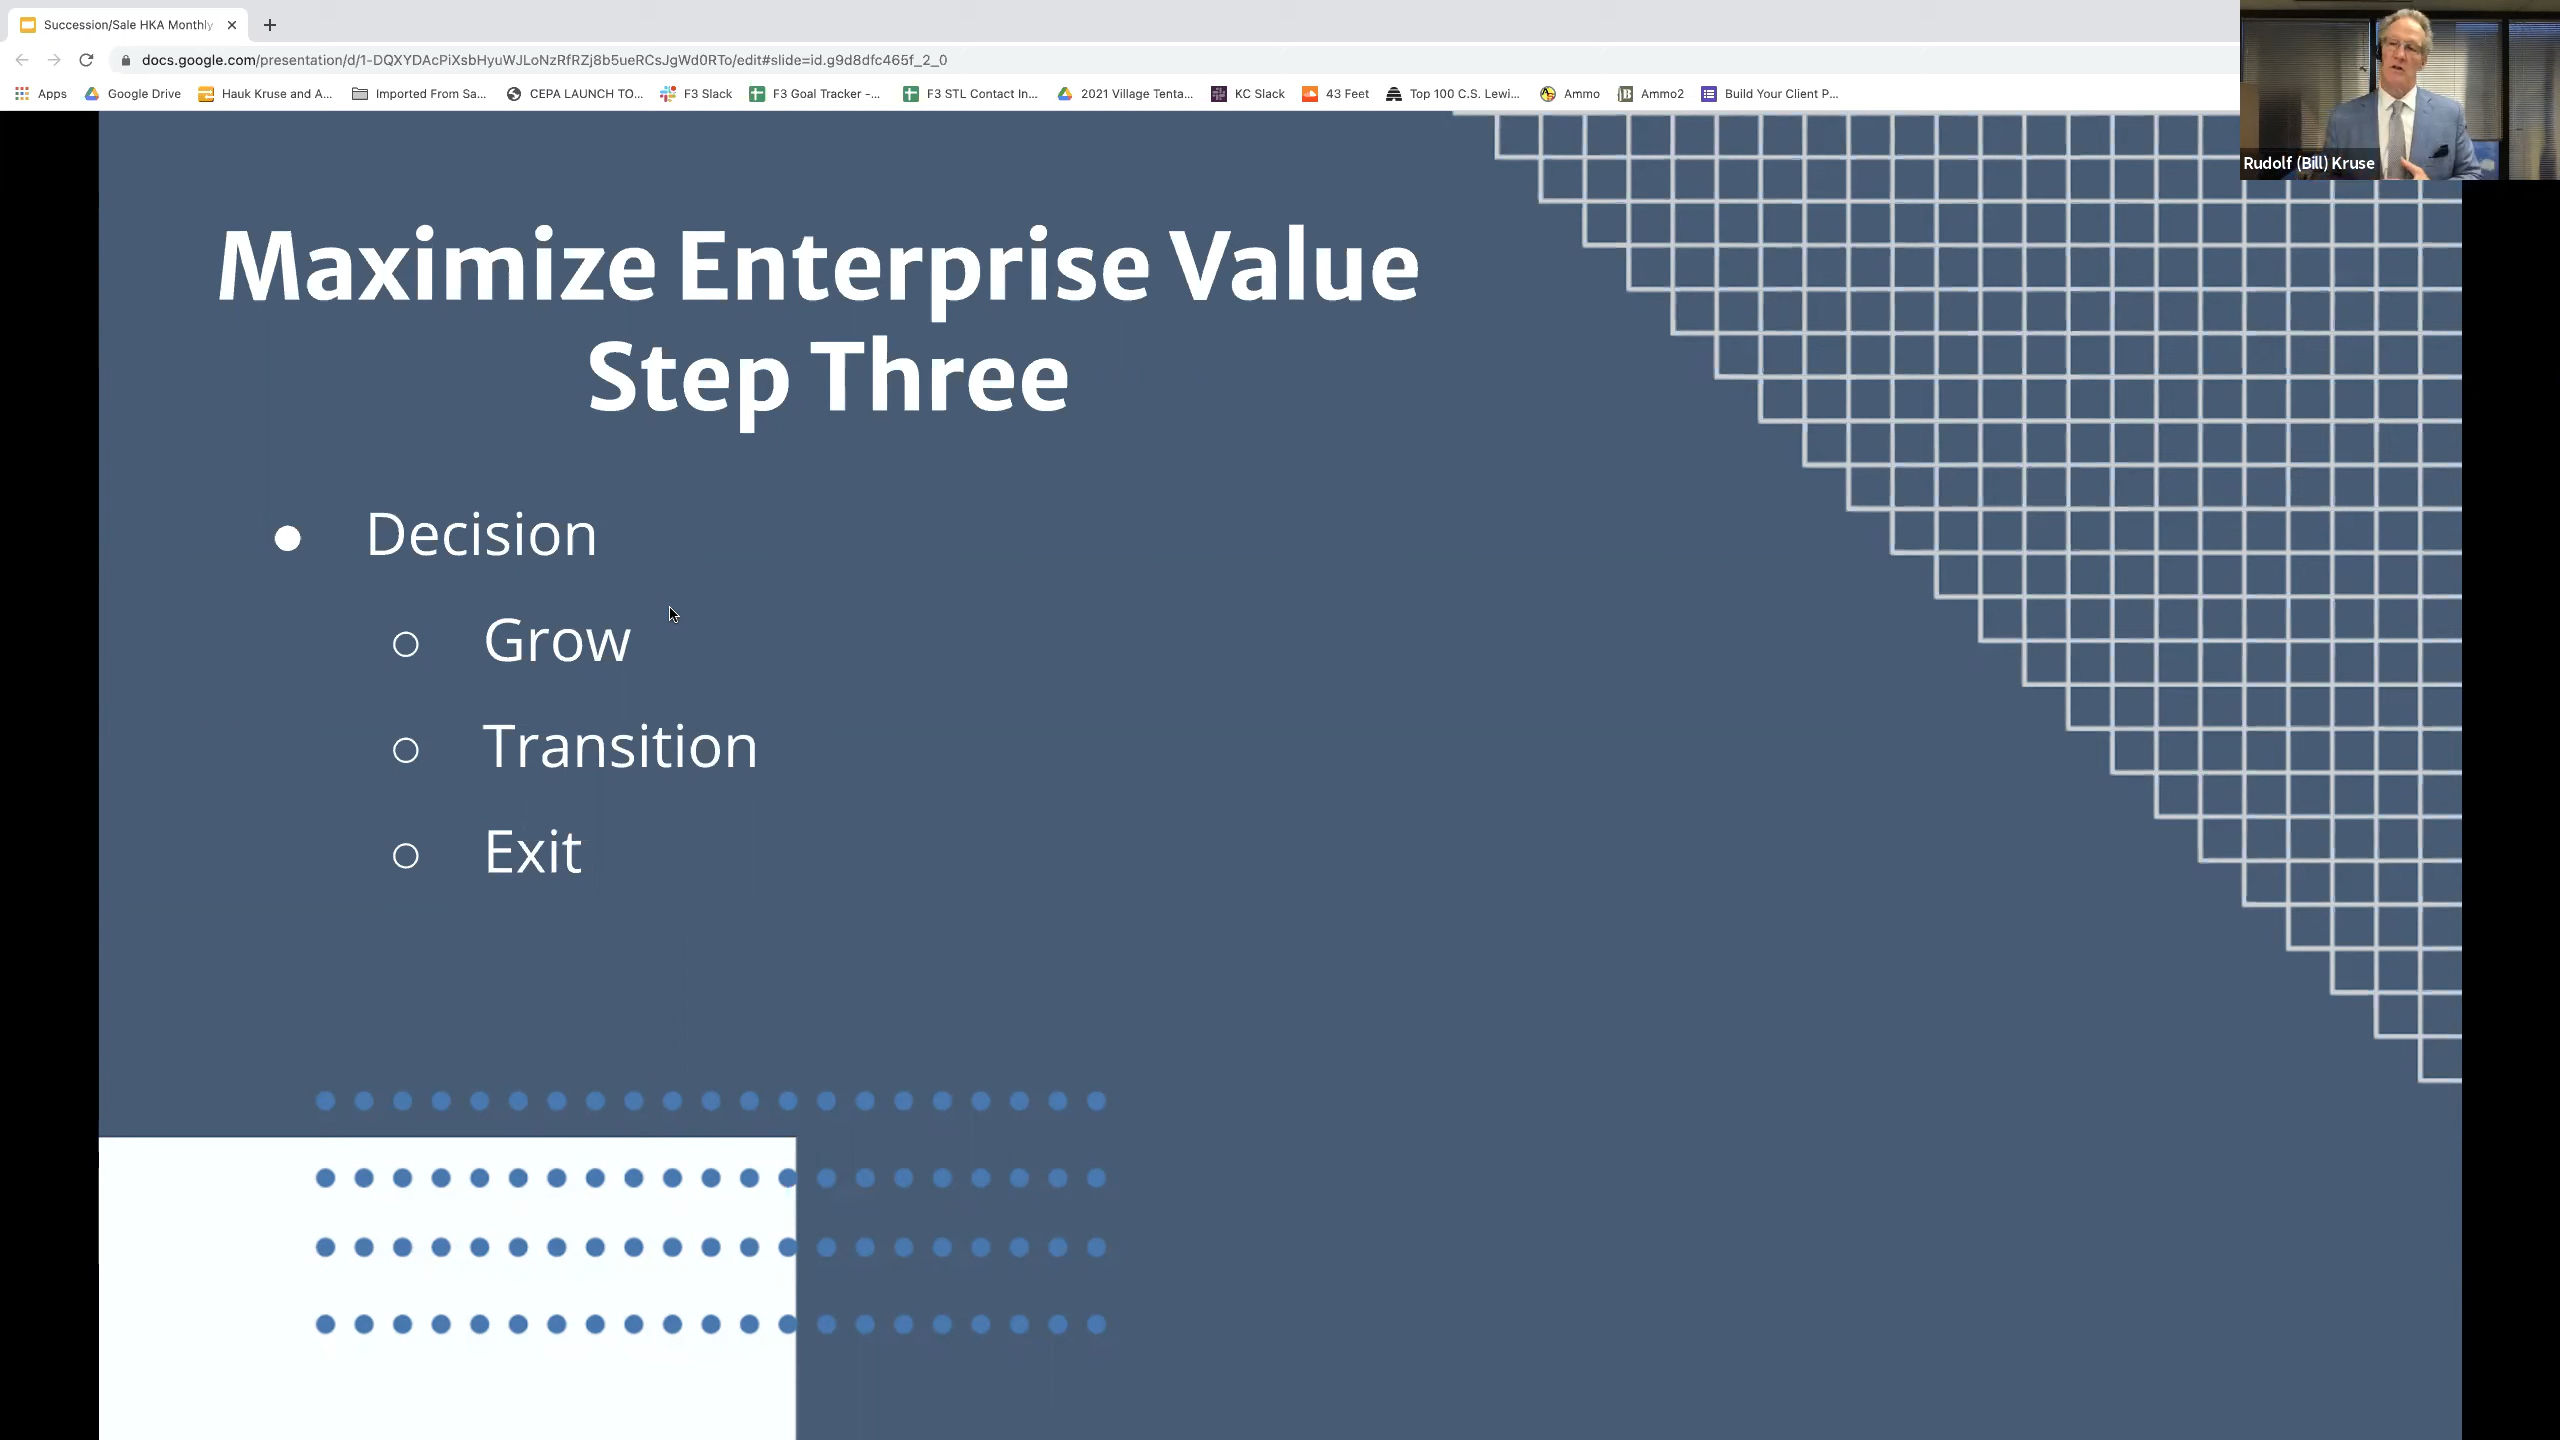 Succession/Sale HKA Monthly
docs.google.com/presentation/d/1-DQXYDAcPiXsbHyuWJLoNzRfRZj8b5ueRCsJgWd0RTo/edit#slide=id.g9d8dfc465f_2_0
Apps Google Drive Hauk Kruse and A... Imported From Sa... CEPA LAUNCH TO... F3 Slack F3 Goal Tracker -... F3 STL Contact In... 2021 Village Tenta... KC Slack 43 Feet Top 100 C.S. Lewi... Ammo Ammo2 Build Your Client P...
Rudolf (Bill) Kruse
Maximize Enterprise Value
Step Three
● Decision
○ Grow
○ Transition
○ Exit